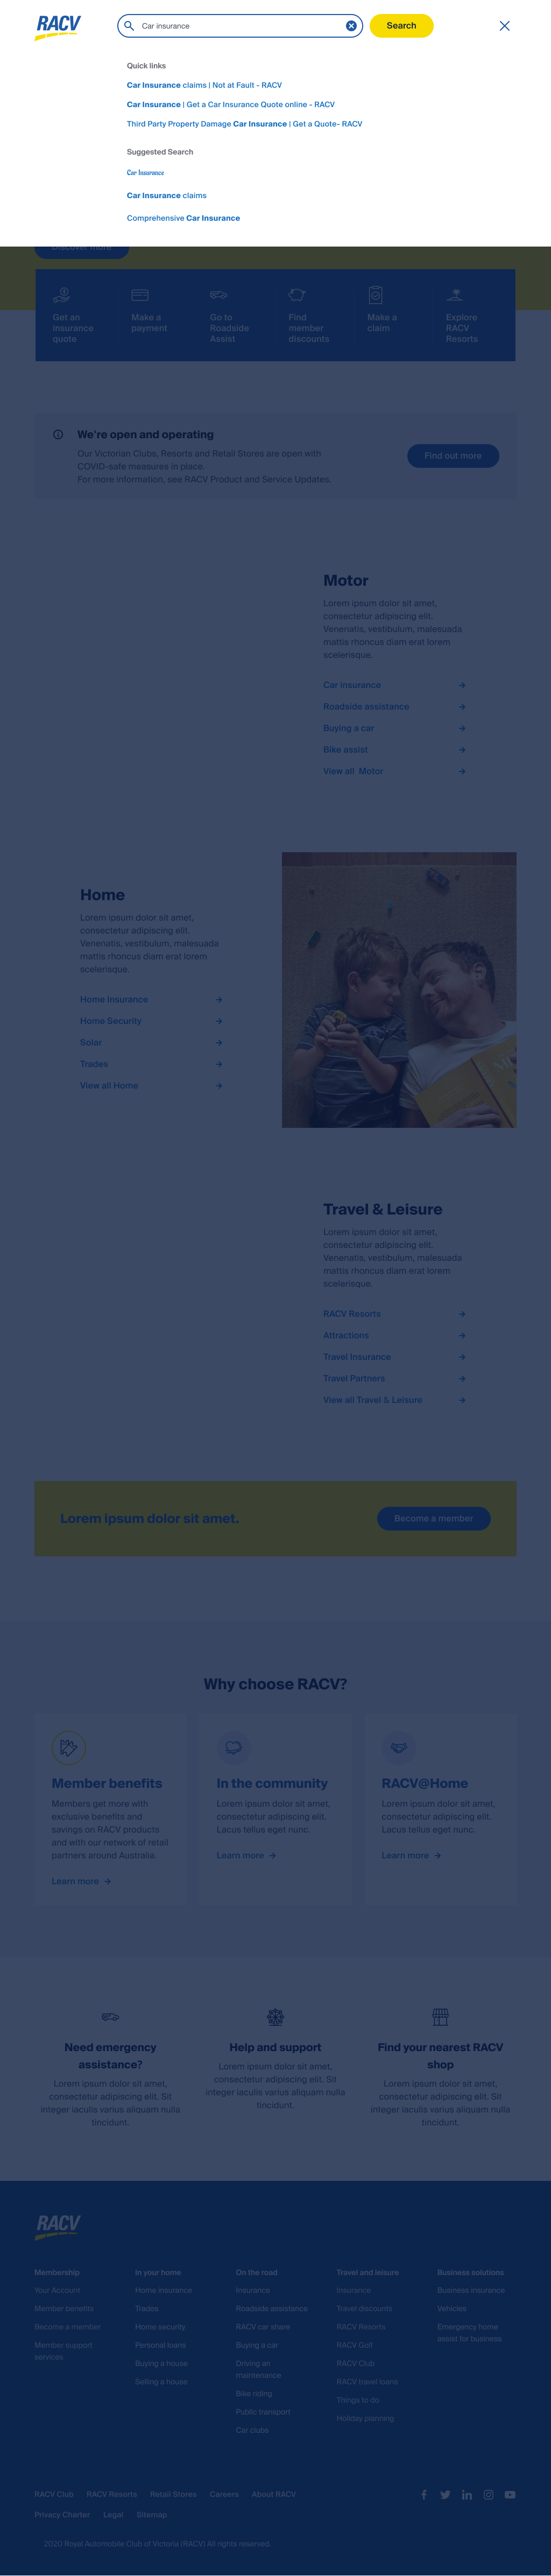 RACV
Car insurance
Search
Quick links
Car Insurance claims | Not at Fault - RACV
Car Insurance | Get a Car Insurance Quote online - RACV
Third Party Property Damage Car Insurance | Get a Quote- RACV
Suggested Search
Car Insurance
Car Insurance claims
Comprehensive Car Insurance
Discover more
Get an
insurance
quote
Make a
payment
Go to
Roadside
Assist
Find
member
discounts
Make a
claim
Explore
RACV
Resorts
We're open and operating
Our Victorian Clubs, Resorts and Retail Stores are open with
COVID-safe measures in place.
For more information, see RACV Product and Service Updates.
Find out more
Motor
Lorem ipsum dolor sit amet,
consectetur adipiscing elit.
Venenatis, vestibulum, malesuada
mattis rhoncus diam erat lorem
scelerisque.
Car Insurance
Roadside assistance
Buying a car
Bike assist
View all Motor
Home
Lorem ipsum dolor sit amet,
consectetur adipiscing elit.
Venenatis, vestibulum, malesuada
mattis rhoncus diam erat lorem
scelerisque.
Home Insurance
Home Security
Solar
Trades
View all Home
Travel & Leisure
Lorem ipsum dolor sit amet,
consectetur adipiscing elit.
Venenatis, vestibulum, malesuada
mattis rhoncus diam erat lorem
scelerisque.
RACV Resorts
Attractions
Travel Insurance
Travel Partners
View all Travel & Leisure
Lorem ipsum dolor sit amet.
Become a member
Why choose RACV?
Member benefits
Members get more with
exclusive benefits and
savings on RACV products
and with our network of retail
partners around Australia.
Learn more
In the community
Lorem ipsum dolor sit amet,
consectetur adipiscing elit.
Lacus tellus eget nunc.
Learn more
RACV@Home
Lorem ipsum dolor sit amet,
consectetur adipiscing elit.
Lacus tellus eget nunc.
Learn more
Need emergency
assistance?
Lorem ipsum dolor sit amet,
consectetur adipiscing elit. Sit
integer iaculis varius aliquam nulla
tincidunt.
Help and support
Lorem ipsum dolor sit amet,
consectetur adipiscing elit. Sit
integer iaculis varius aliquam nulla
tincidunt.
Find your nearest RACV
shop
Lorem ipsum dolor sit amet,
consectetur adipiscing elit. Sit
integer iaculis varius aliquam nulla
tincidunt.
RACV
Membership
Your Account
Member benefits
Become a member
Member support
services
In your home
Home insurance
Trades
Home security
Personal loans
Buying a house
Selling a house
On the road
Insurance
Roadside assistance
RACV car share
Buying a car
Driving an
maintenance
Bike riding
Public transport
Car clubs
Travel and leisure
Insurance
Travel discounts
RACV Resorts
RACV Golf
RACV Club
RACV travel loans
Things to do
Holiday planning
Business solutions
Business insurance
Vehicles
Emergency home
assist for business
RACV Club
RACV Resorts
Retail Stores
Careers
About RACV
Privacy Charter
Legal
Sitemap
2020 Royal Automobile Club of Victoria (RACV) All rights reserved.